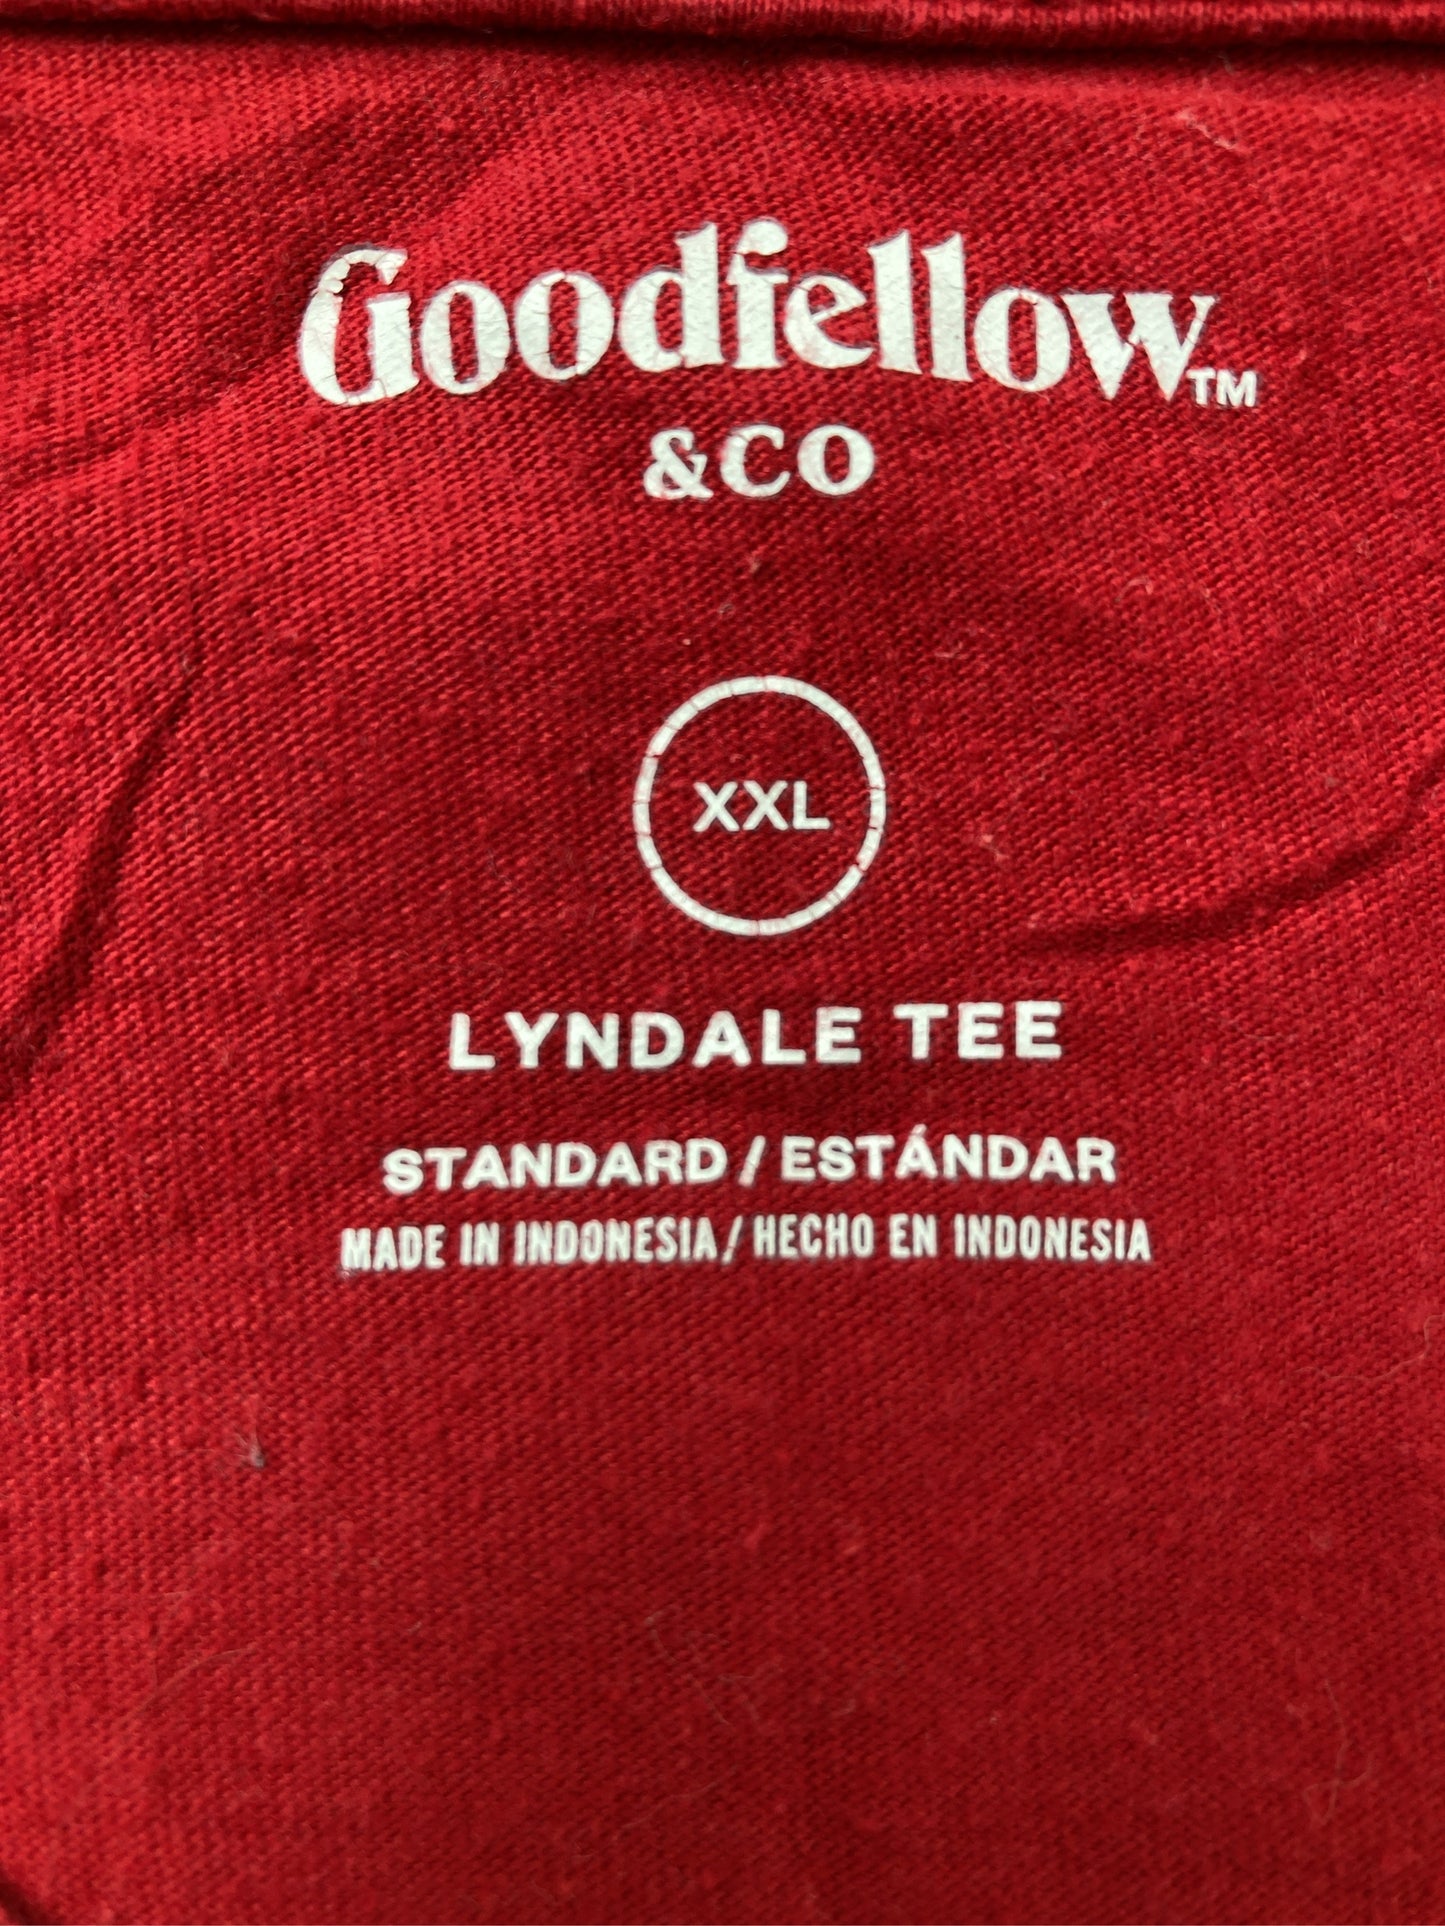 Goodfellow™
&CO
XXL
LYNDALE TEE
STANDARD / ESTÁNDAR
MADE IN INDONESIA / HECHO EN INDONESIA